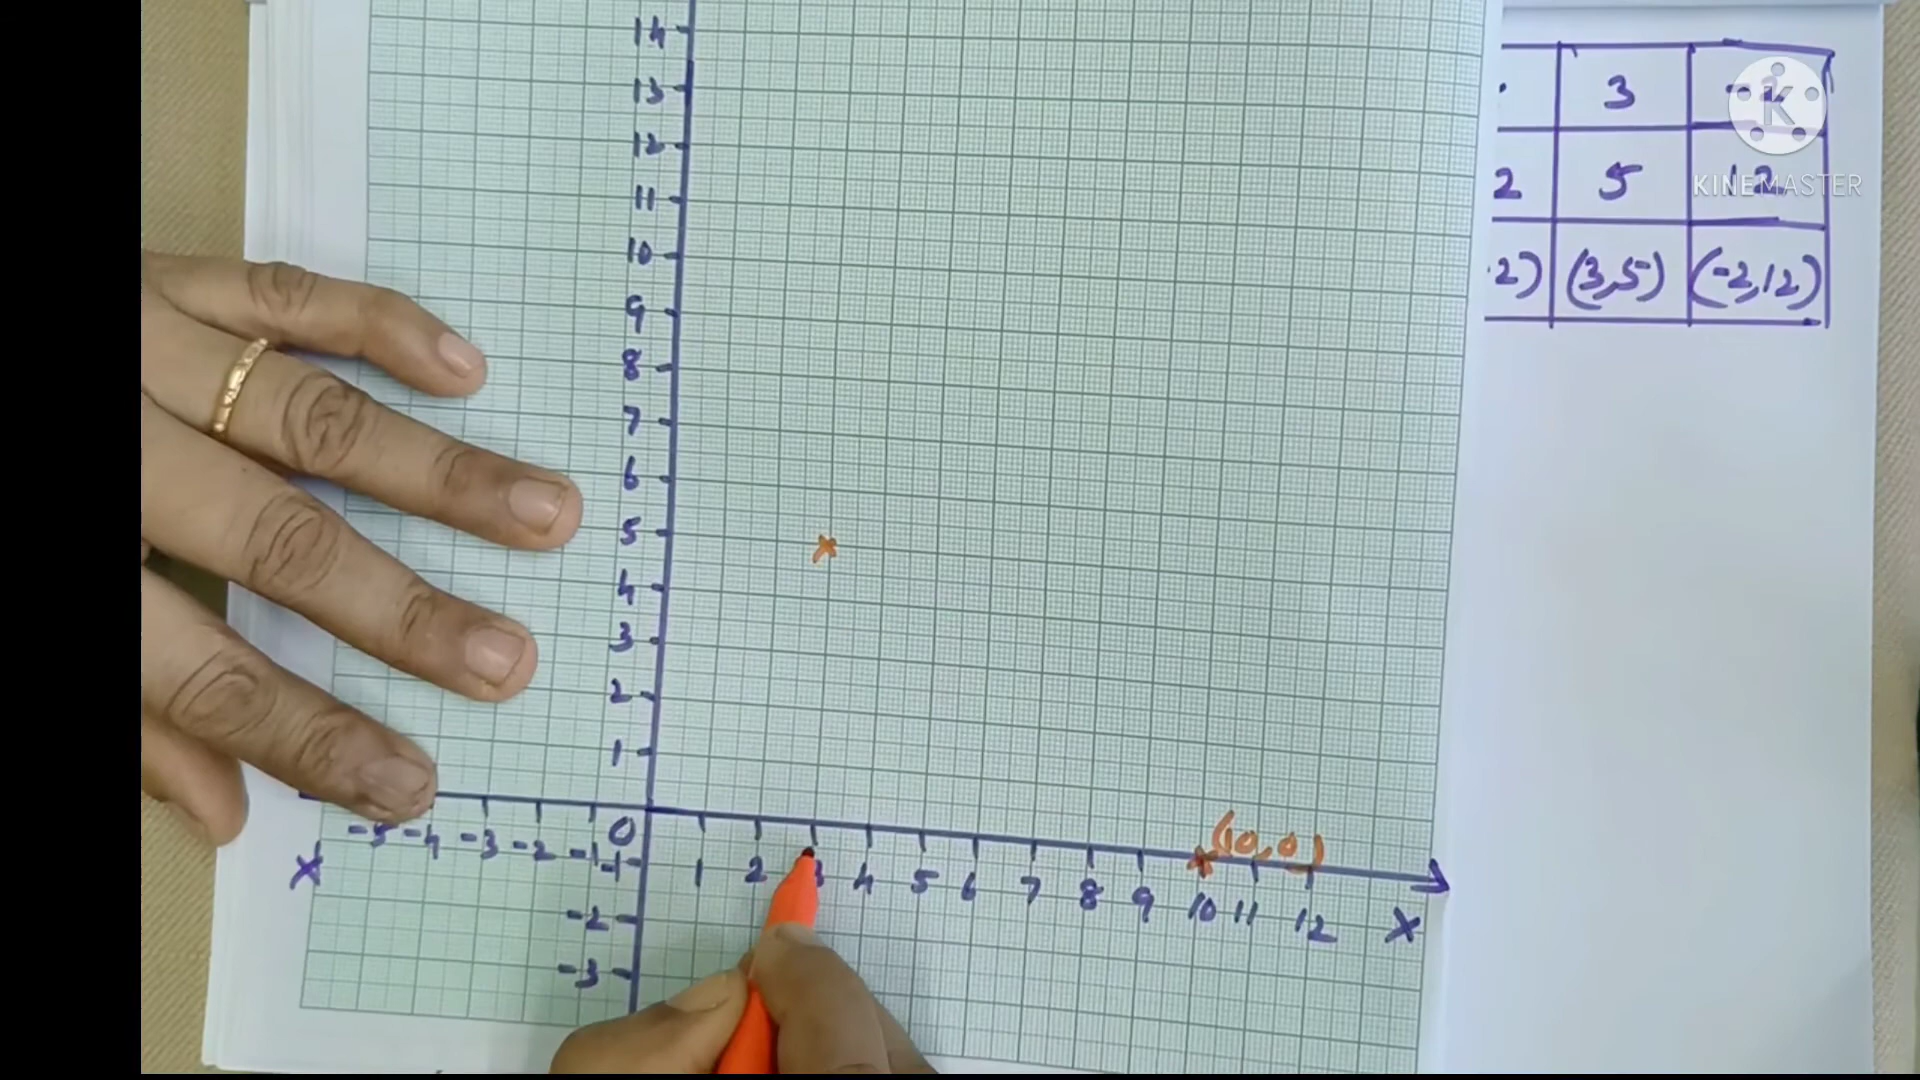 14
13
12
11
10
9
8
7
6
5
4
3
2
1
-5 -4 -3 -2 -1 0 1 2 3 4 5 6 7 8 9 10 11 12
(10,0)
X
X
-1
-2
-3
3
2 5 12
2) (3,5) (-2,12)
K
KINEMASTER